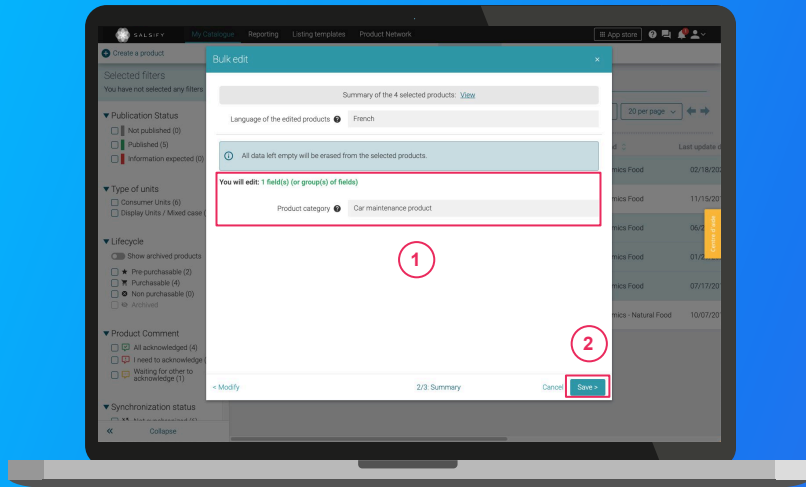 SALSIFY My Catalogue Reporting Listing templates Product Network App store
Create a product
Bulk edit ×
Selected filters
You have not selected any filters
Summary of the 4 selected products: View
Language of the edited products French
20 per page
Publication Status
Not published (0)
Published (5)
Information expected (0)
Last update d
All data left empty will be erased from the selected products.
You will edit: 1 field(s) (or group(s) of fields)
mics Food 02/18/202
Type of units
Consumer Units (6)
Display Units / Mixed case (
mics Food 11/15/201
Product category Car maintenance product
Lifecycle
Show archived products
mics Food 06/2
mics Food 01/2
1
Pre-purchasable (2)
Purchasable (4)
Non purchasable (0)
Archived
mics Food 07/17/201
mics - Natural Food 10/07/201
Product Comment
All acknowledged (4)
I need to acknowledge (
Waiting for other to
acknowledge (1)
2
< Modify 2/3: Summary Cancel Save >
Synchronization status
« Collapse